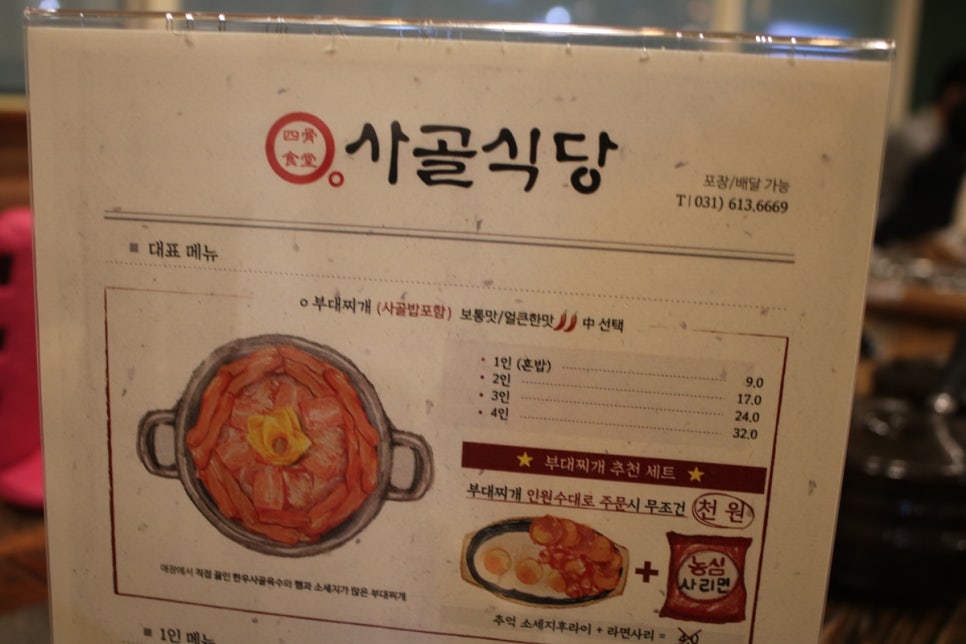 四骨
食堂
사골식당
포장/배달 가능
T|031) 613.6669
■ 대표 메뉴
부대찌개 (사골밥포함) 보통맛/얼큰한맛 中 선택
• 1인 (혼밥) 9.0
• 2인 17.0
• 3인 24.0
• 4인 32.0
★ 부대찌개 추천 세트 ★
부대찌개 인원수대로 주문시 무조건 천원
+
농심
사리면
매장에서 직접 끓인 한우사골육수와 햄과 소세지가 많은 부대찌개
추억 소세지후라이 + 라면사리 = 4.0
■ 1인 메뉴